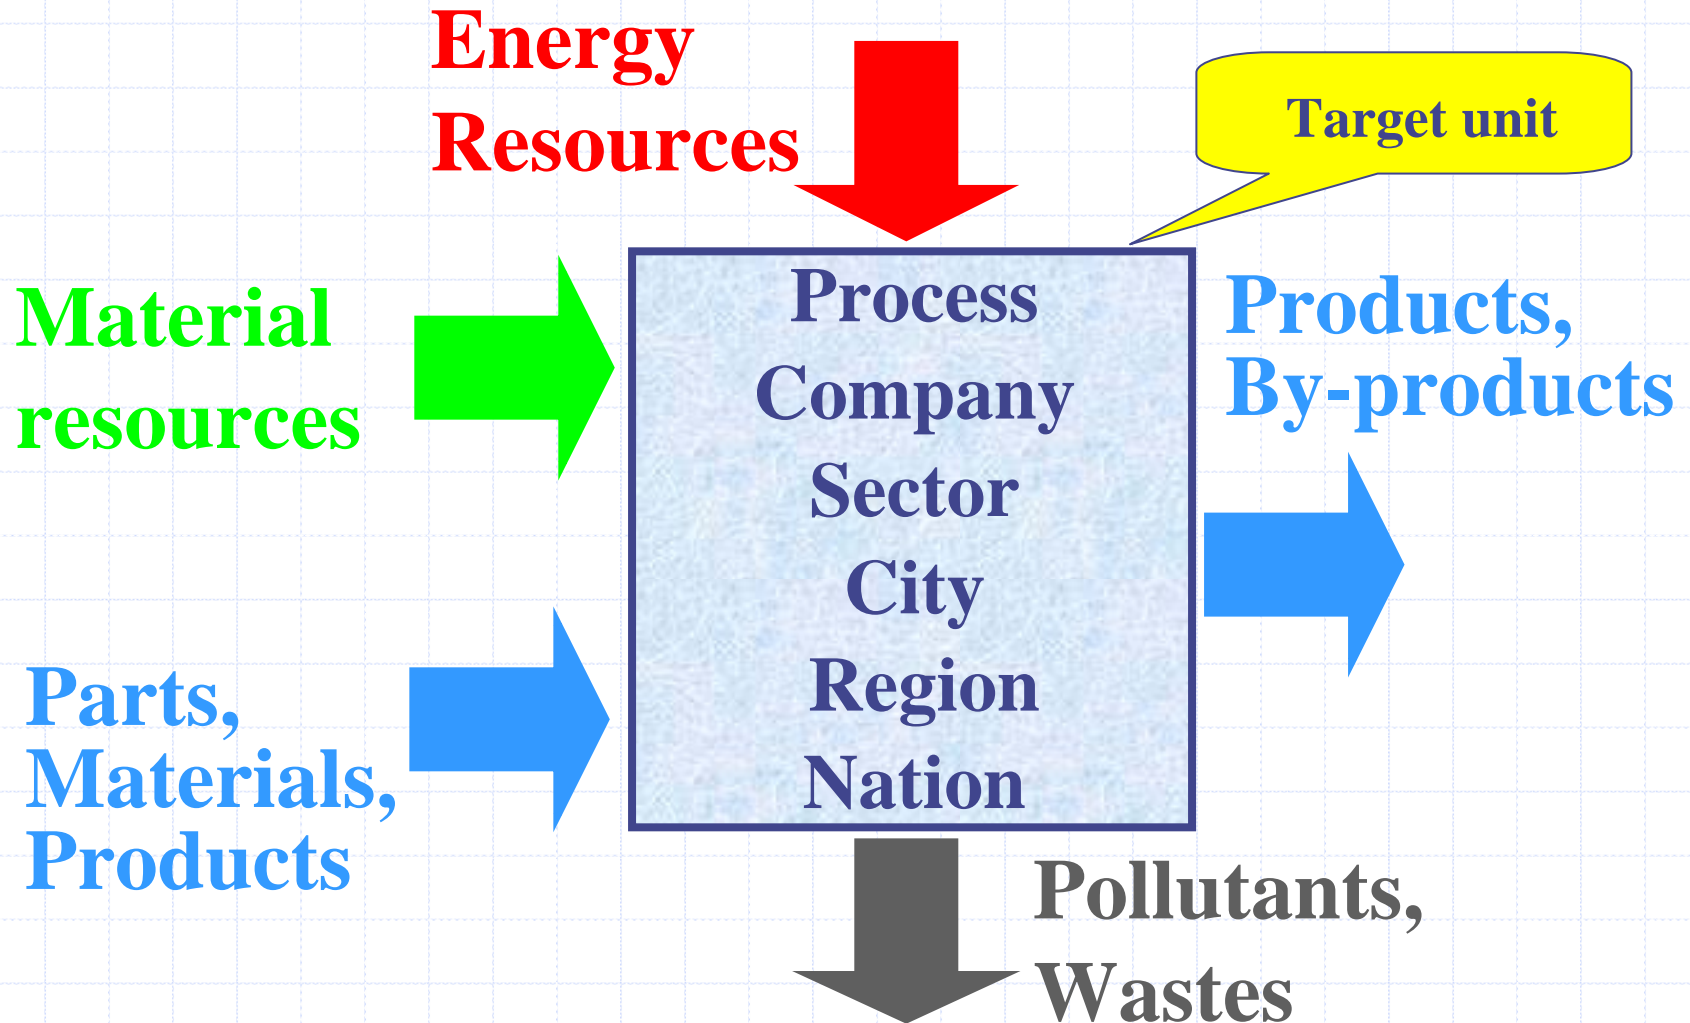 Energy
Resources
Target unit
Material
resources
Process
Company
Sector
City
Region
Nation
Products,
By-products
Parts,
Materials,
Products
Pollutants,
Wastes